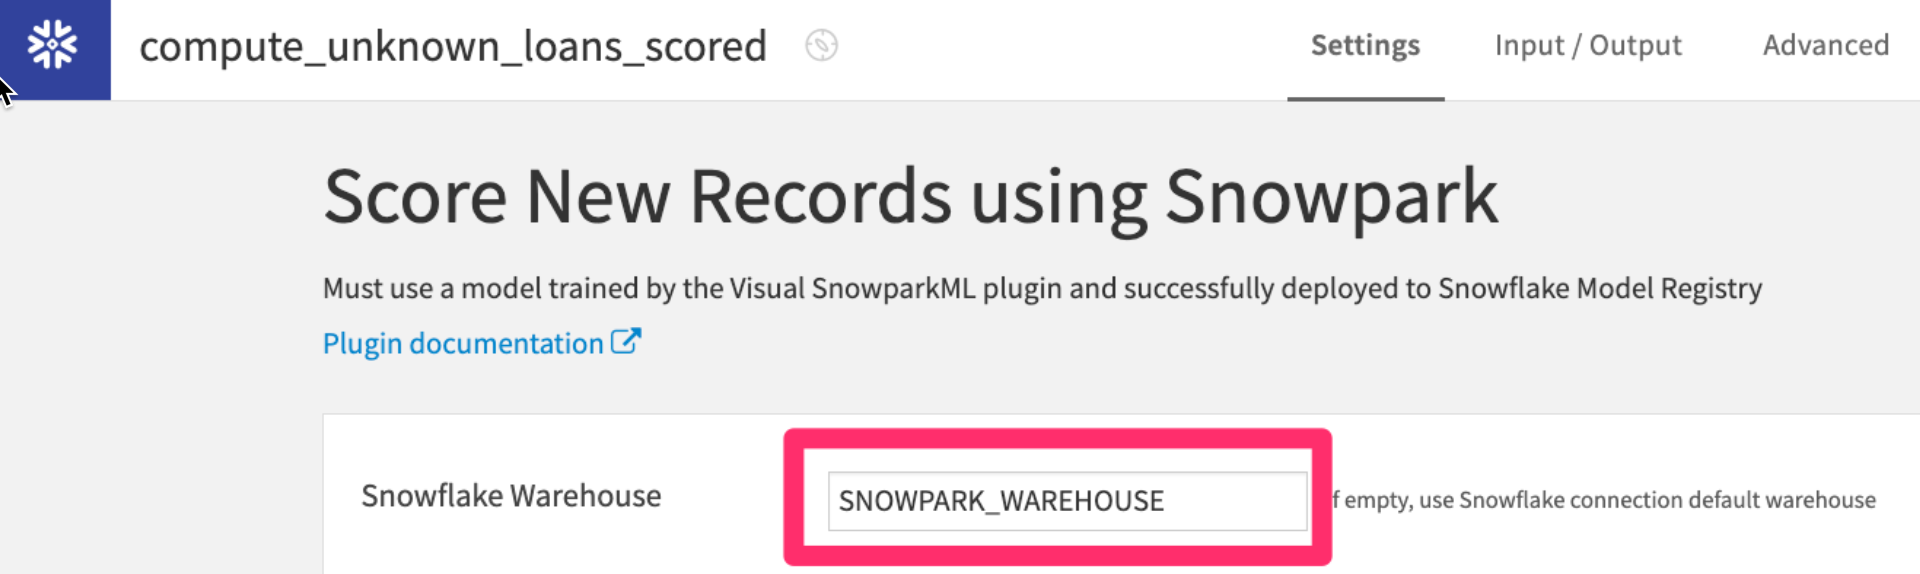 compute_unknown_loans_scored
Settings
Input / Output
Advanced
Score New Records using Snowpark
Must use a model trained by the Visual SnowparkML plugin and successfully deployed to Snowflake Model Registry
Plugin documentation
Snowflake Warehouse
SNOWPARK_WAREHOUSE
f empty, use Snowflake connection default warehouse